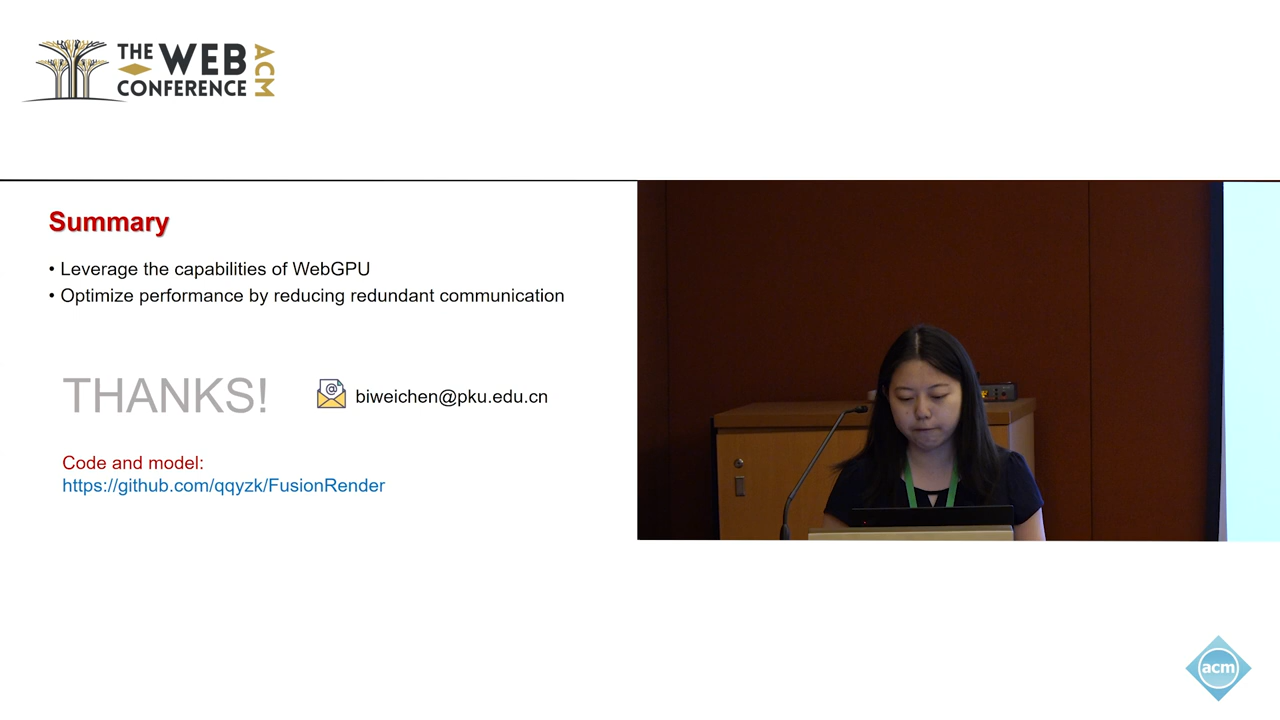 THE WEB
CONFERENCE
ACM
Summary
• Leverage the capabilities of WebGPU
• Optimize performance by reducing redundant communication
THANKS!
@
biweichen@pku.edu.cn
Code and model:
https://github.com/qqyzk/FusionRender
acm